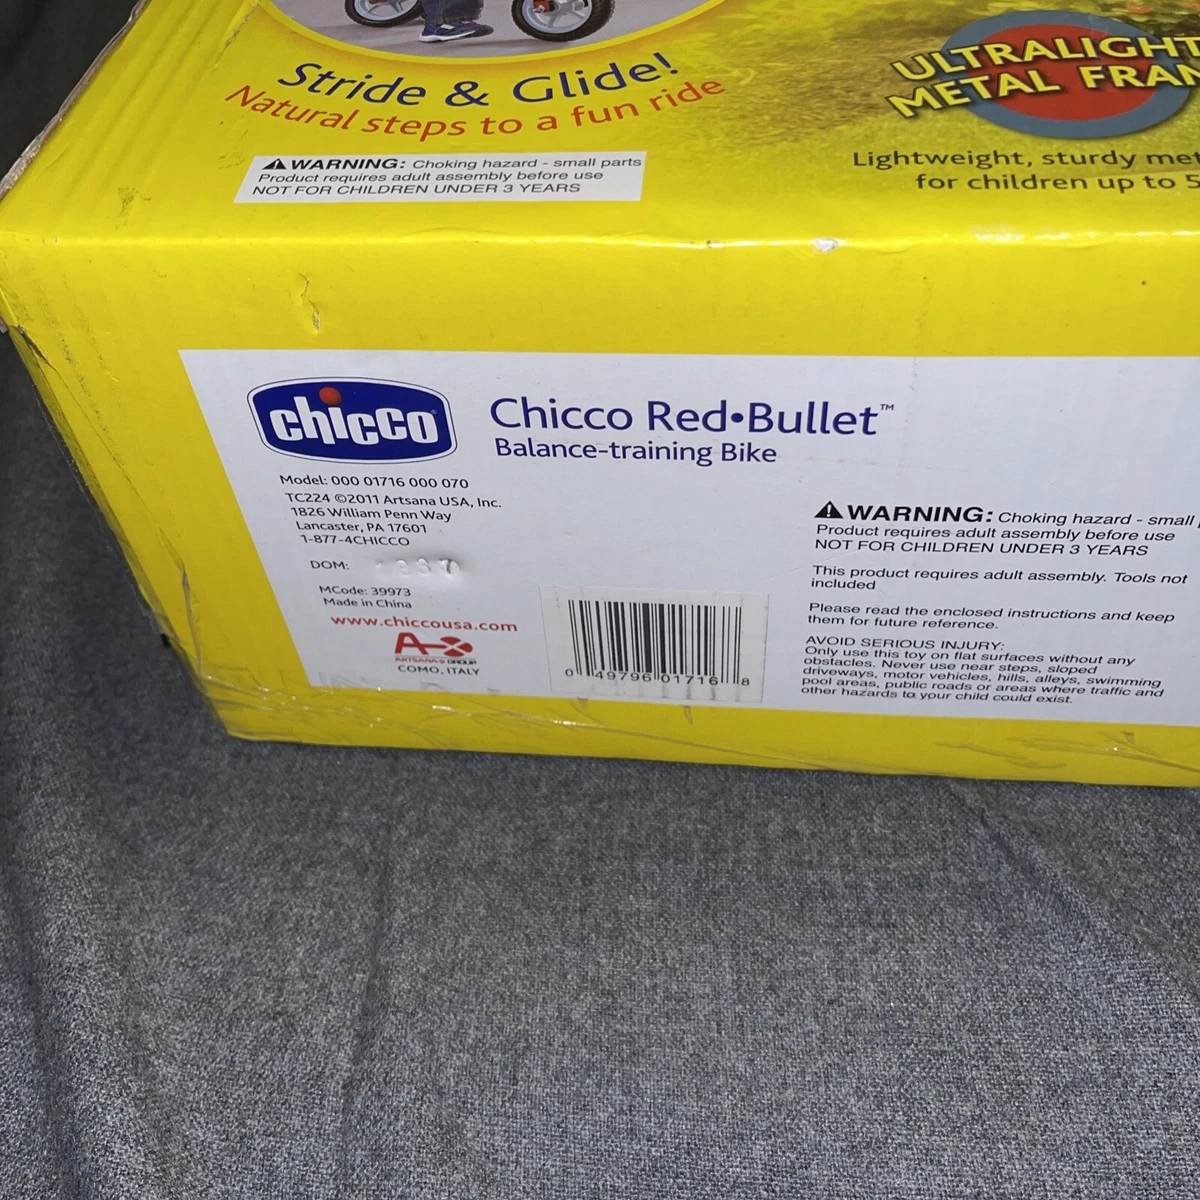 Stride & Glide!
Natural steps to a fun ride
WARNING: Choking hazard - small parts
Product requires adult assembly before use
NOT FOR CHILDREN UNDER 3 YEARS
ULTRALIGHT
METAL FRAM
Lightweight, sturdy met
for children up to 5
chicco
Chicco Red•Bullet™
Balance-training Bike
Model: 000 01716 000 070
TC224 ©2011 Artsana USA, Inc.
1826 William Penn Way
Lancaster, PA 17601
1-877-4CHICCO
DOM:
MCode: 39973
Made in China
www.chiccousa.com
ARTSANA GROUP
COMO, ITALY
0 49796 01716 8
WARNING: Choking hazard - small
Product requires adult assembly before use
NOT FOR CHILDREN UNDER 3 YEARS
This product requires adult assembly. Tools not
included
Please read the enclosed instructions and keep
them for future reference.
AVOID SERIOUS INJURY:
Only use this toy on flat surfaces without any
obstacles. Never use near steps, sloped
driveways, motor vehicles, hills, alleys, swimming
pool areas, public roads or areas where traffic and
other hazards to your child could exist.